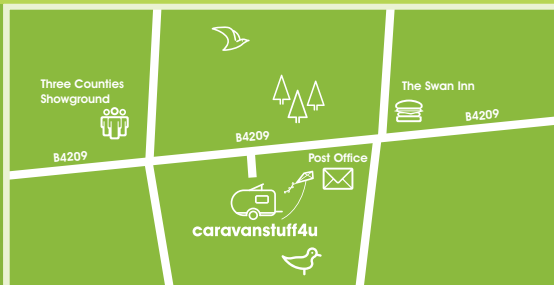 Three Counties
Showground
The Swan Inn
B4209
B4209
B4209
Post Office
caravanstuff4u